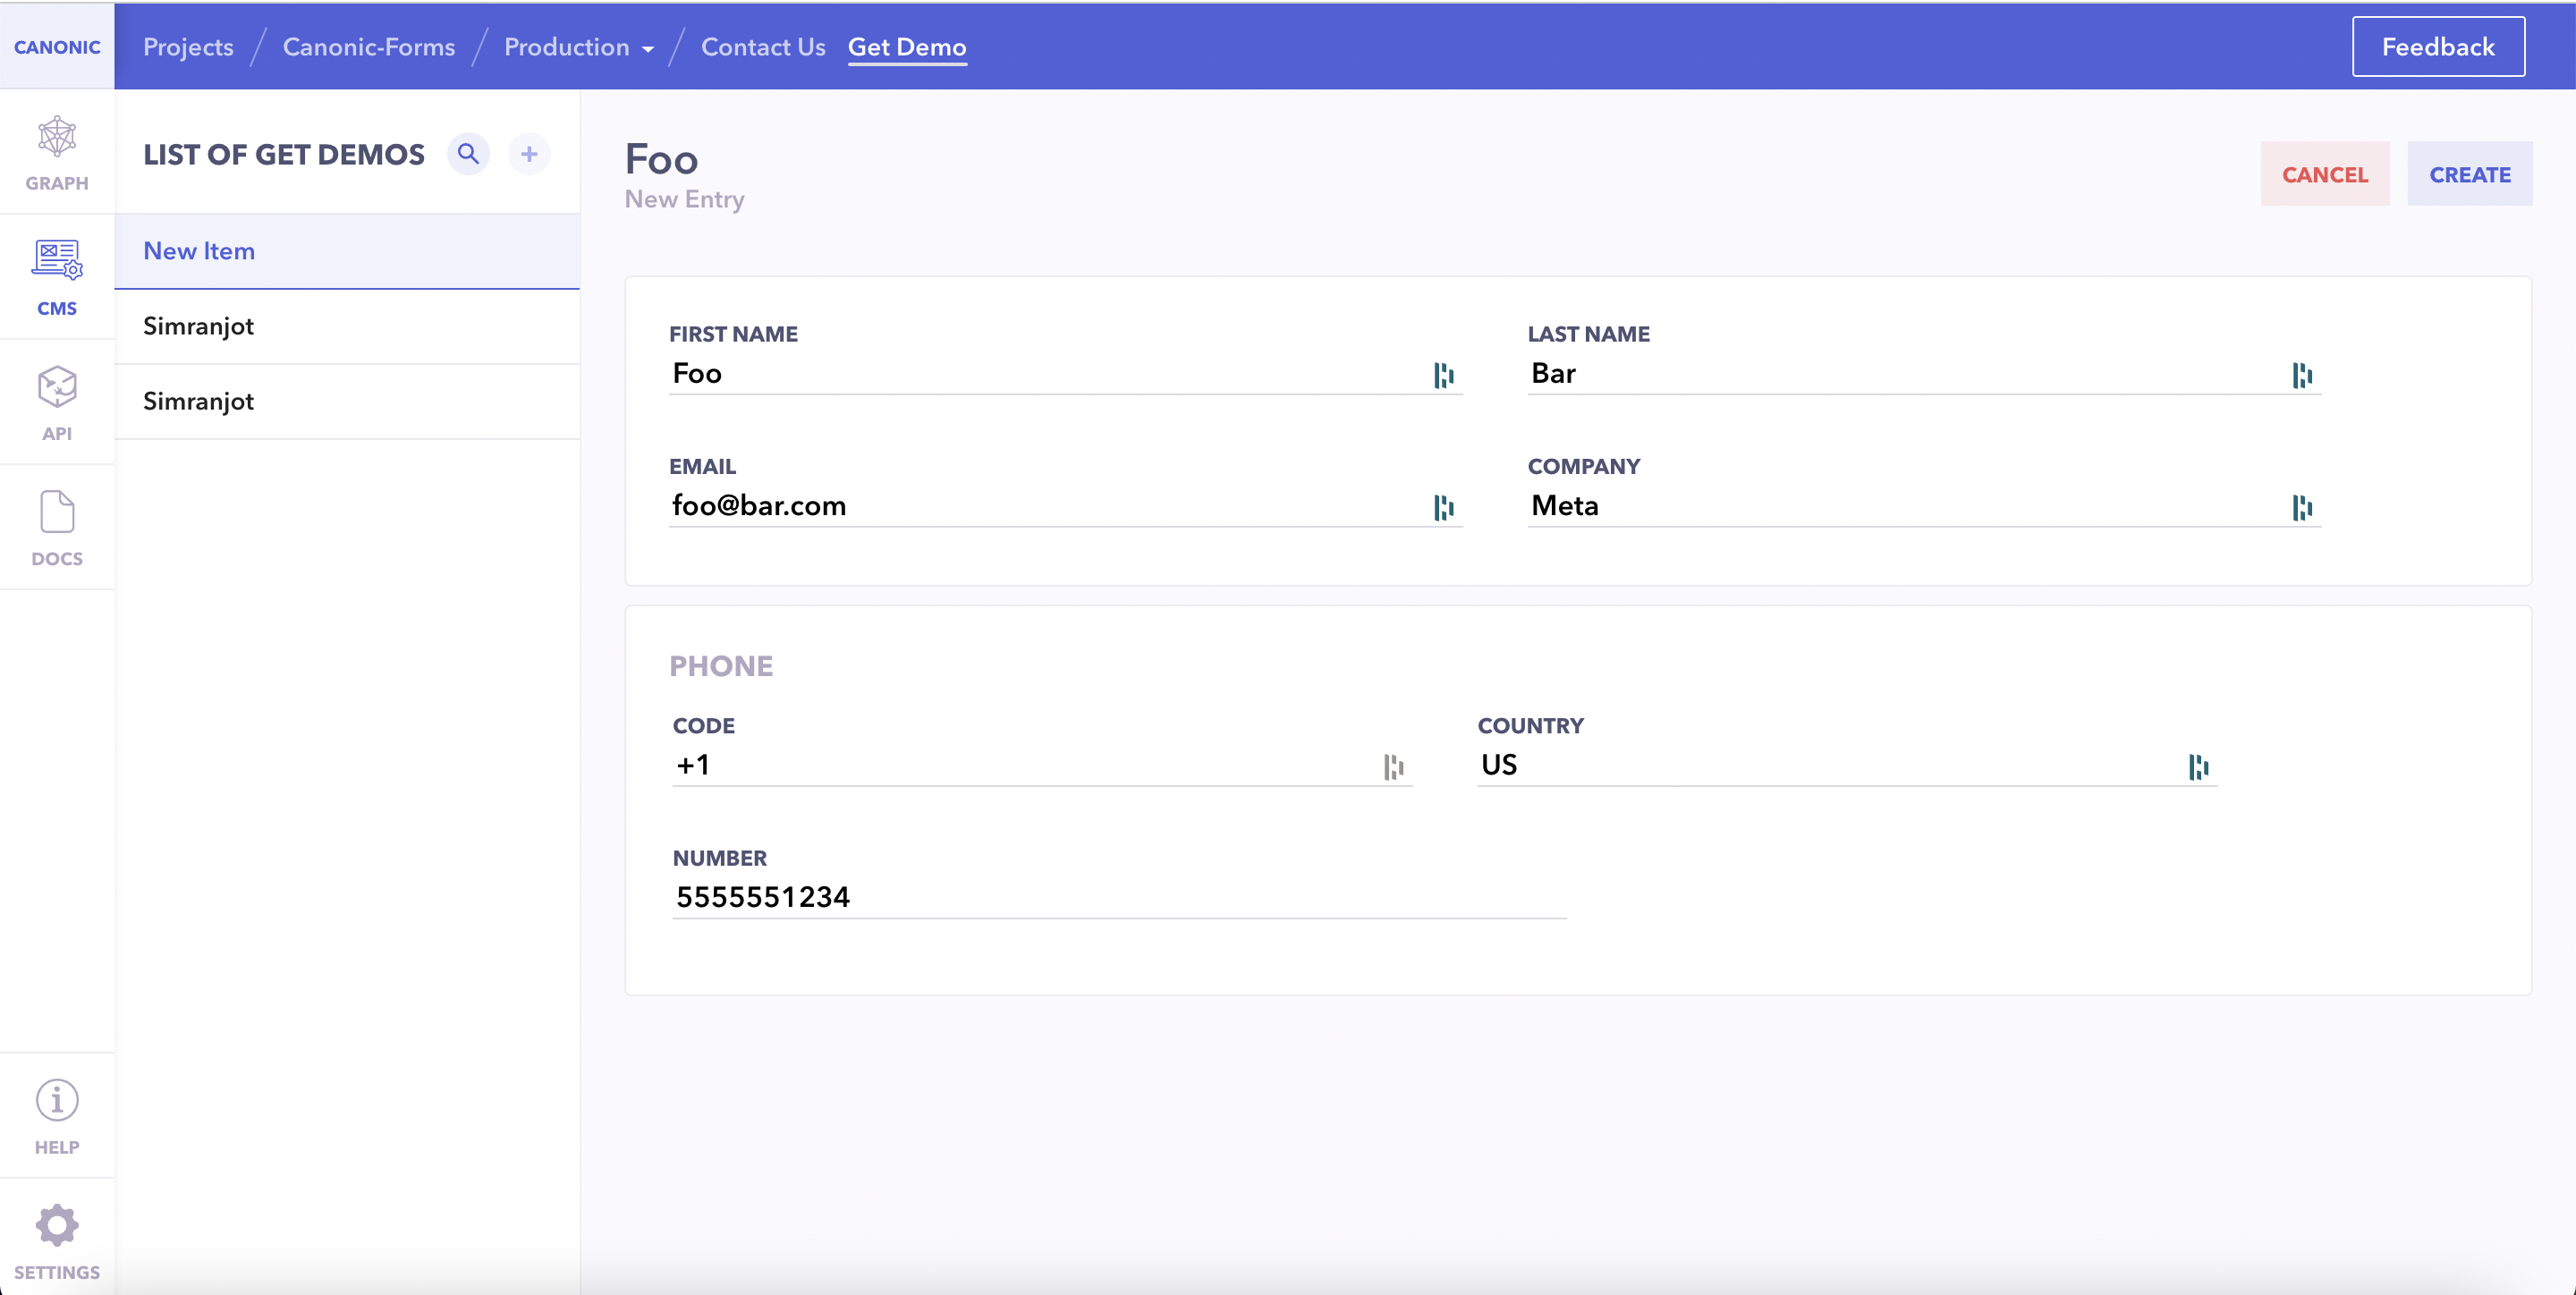 CANONIC
Projects / Canonic-Forms / Production / Contact Us Get Demo
Feedback
GRAPH
CMS
API
DOCS
HELP
SETTINGS
LIST OF GET DEMOS
New Item
Simranjot
Simranjot
Foo
New Entry
CANCEL CREATE
FIRST NAME
Foo
LAST NAME
Bar
EMAIL
foo@bar.com
COMPANY
Meta
PHONE
CODE
+1
COUNTRY
US
NUMBER
5555551234